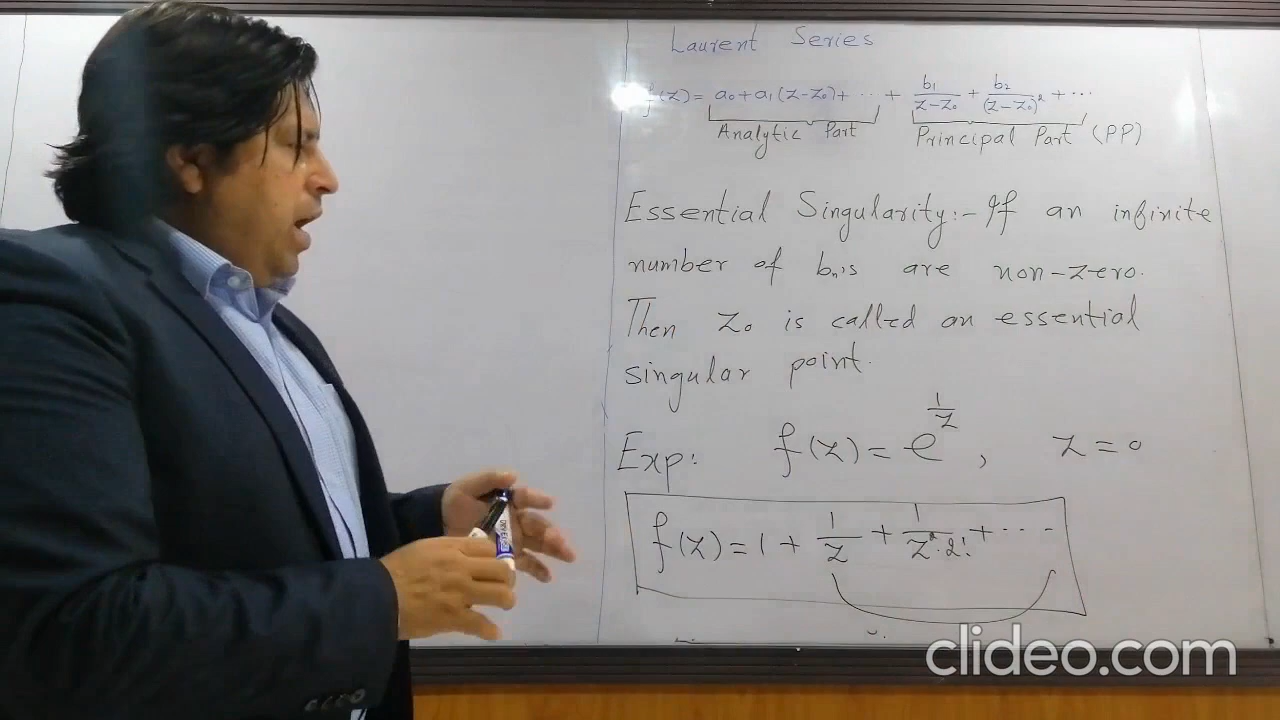 Laurent Series
f(z) = a₀ + a₁(z-z₀) + ··· + b₁/(z-z₀) + b₂/(z-z₀)² + ···
Analytic Part Principal Part (PP)
Essential Singularity:- If an infinite
number of bₙ's are non-zero.
Then z₀ is called an essential
singular point.
Exp: f(z) = e^(1/z), z = 0
f(z) = 1 + 1/z + 1/(z²·2!) + ····
clideo.com